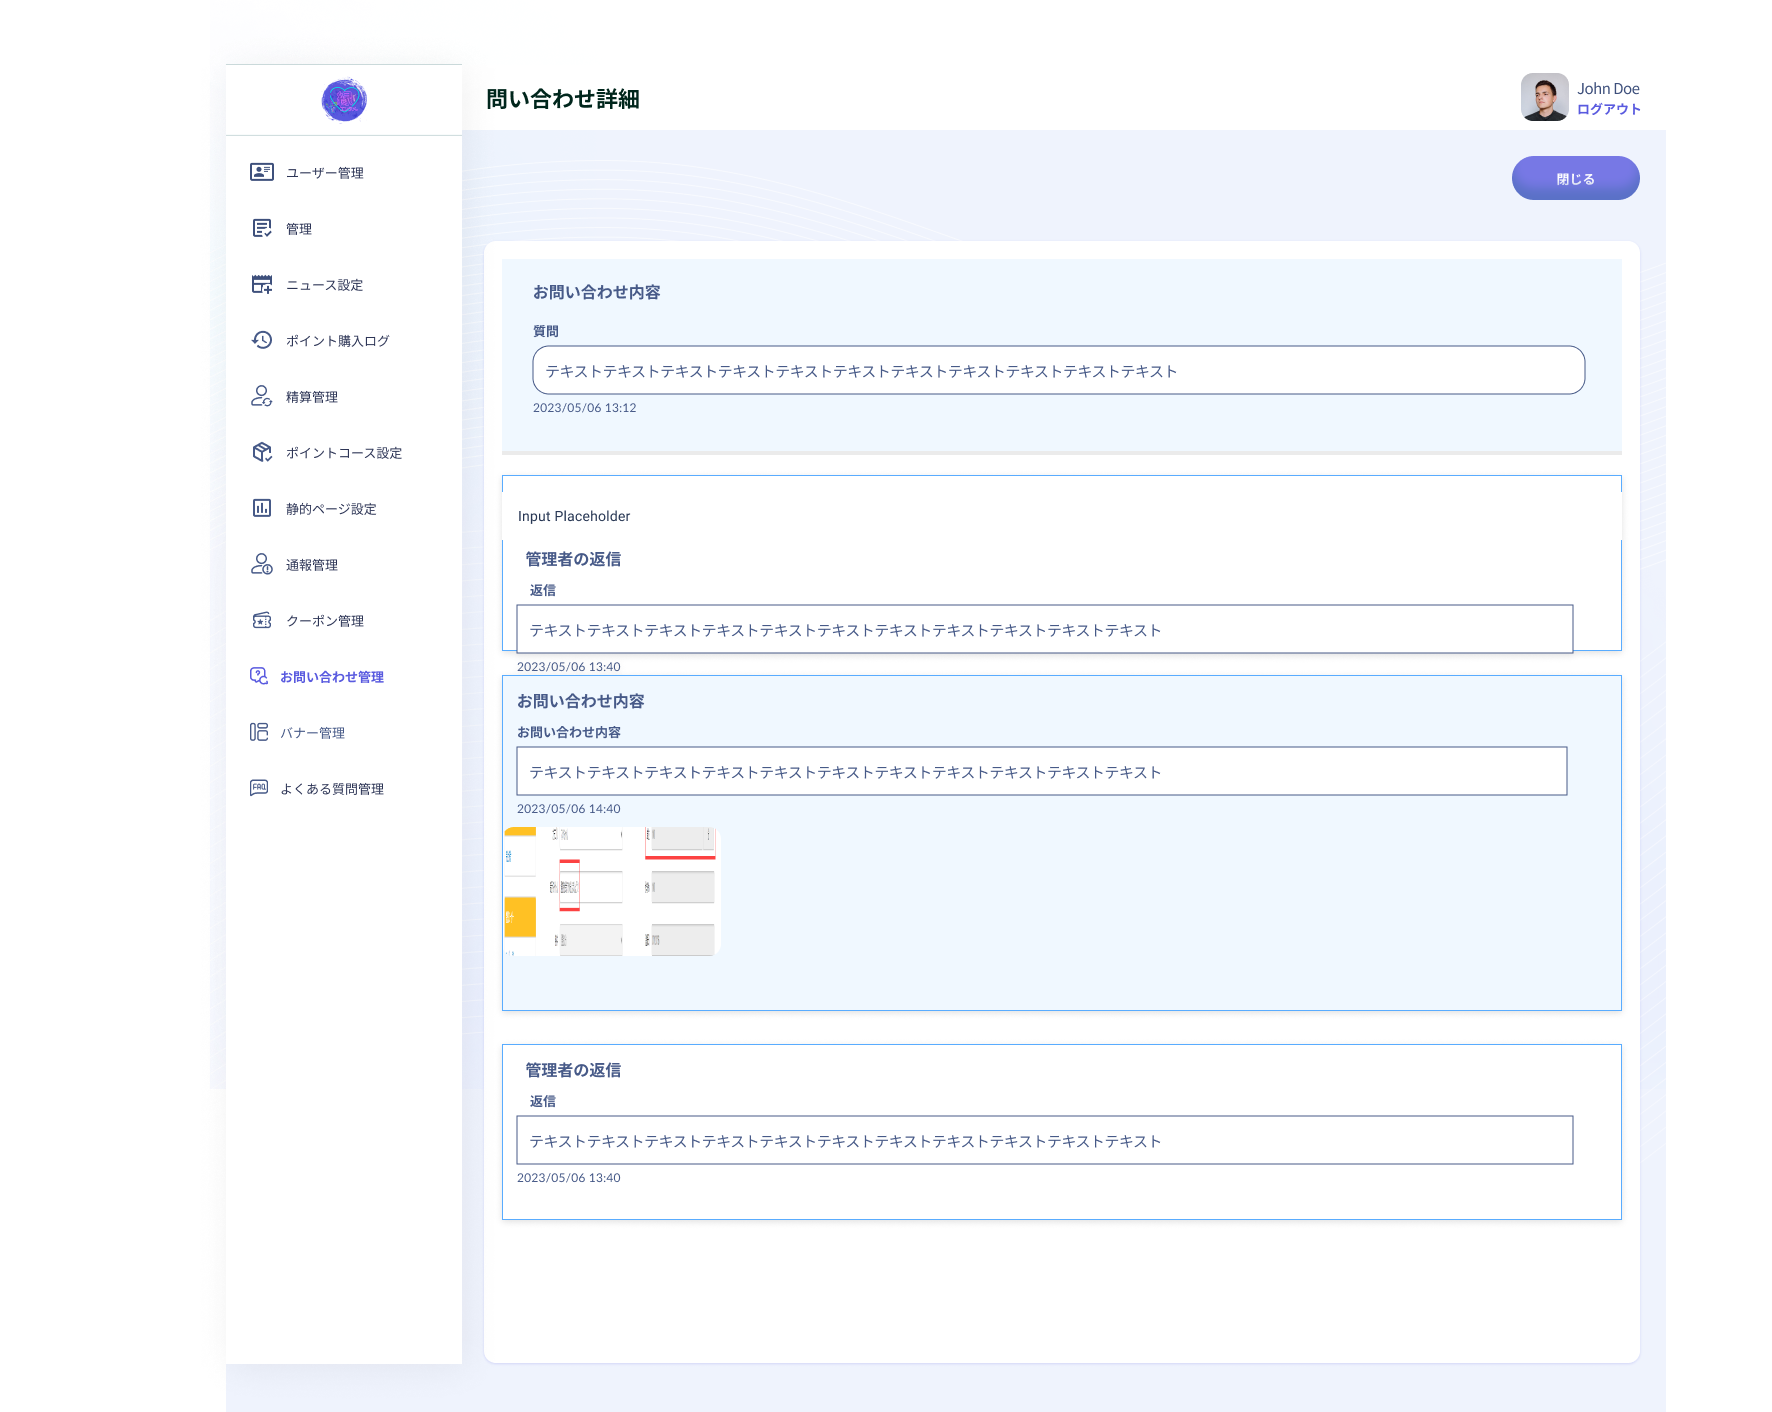 問い合わせ詳細
John Doe
ログアウト
ユーザー管理
管理
ニュース設定
ポイント購入ログ
精算管理
ポイントコース設定
静的ページ設定
通報管理
クーポン管理
お問い合わせ管理
バナー管理
FAQ
よくある質問管理
閉じる
お問い合わせ内容
質問
テキストテキストテキストテキストテキストテキストテキストテキストテキストテキストテキスト
2023/05/06 13:12
Input Placeholder
管理者の返信
返信
テキストテキストテキストテキストテキストテキストテキストテキストテキストテキストテキスト
2023/05/06 13:40
お問い合わせ内容
お問い合わせ内容
テキストテキストテキストテキストテキストテキストテキストテキストテキストテキストテキスト
2023/05/06 14:40
管理者の返信
返信
テキストテキストテキストテキストテキストテキストテキストテキストテキストテキストテキスト
2023/05/06 13:40